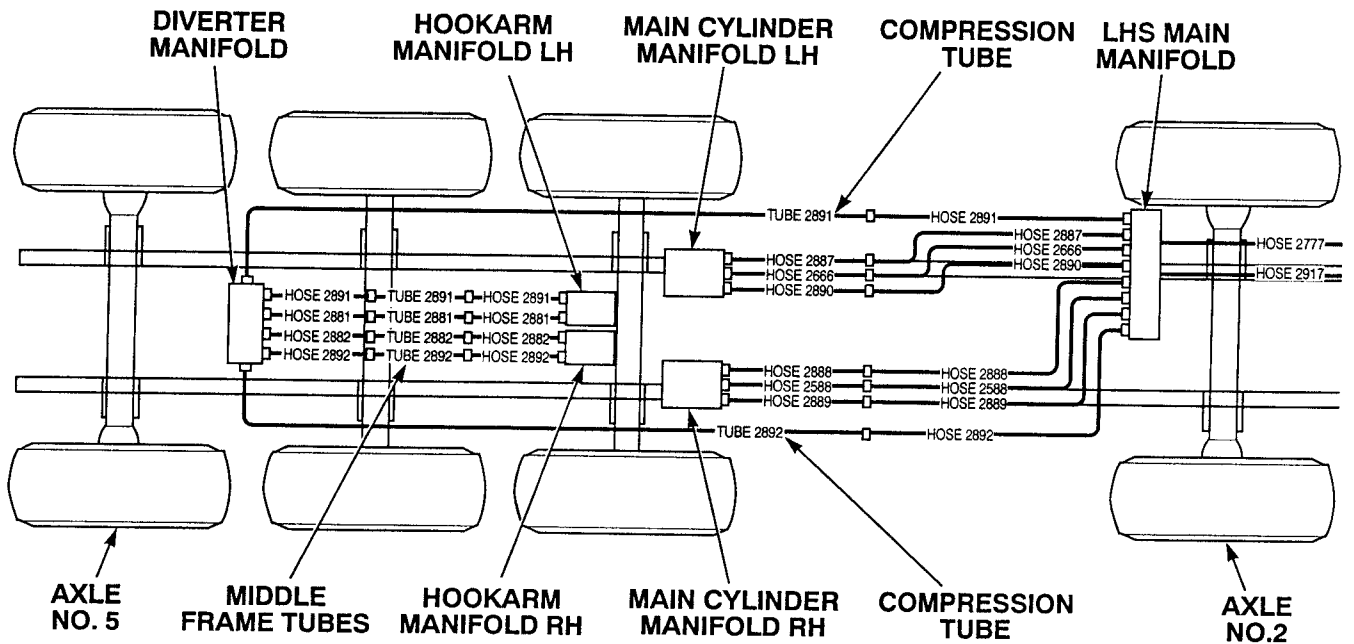 DIVERTER
MANIFOLD
HOOKARM
MANIFOLD LH
MAIN CYLINDER
MANIFOLD LH
COMPRESSION
TUBE
LHS MAIN
MANIFOLD
TUBE 2891
HOSE 2891
HOSE 2887
HOSE 2666
HOSE 2890
HOSE 2777
HOSE 2917
HOSE 2887
HOSE 2666
HOSE 2890
HOSE 2891 TUBE 2891 HOSE 2891
HOSE 2881 TUBE 2881 HOSE 2881
HOSE 2882 TUBE 2882 HOSE 2882
HOSE 2892 TUBE 2892 HOSE 2892
HOSE 2888 HOSE 2888
HOSE 2588 HOSE 2588
HOSE 2889 HOSE 2889
TUBE 2892 HOSE 2892
AXLE
NO. 5
MIDDLE
FRAME TUBES
HOOKARM
MANIFOLD RH
MAIN CYLINDER
MANIFOLD RH
COMPRESSION
TUBE
AXLE
NO.2